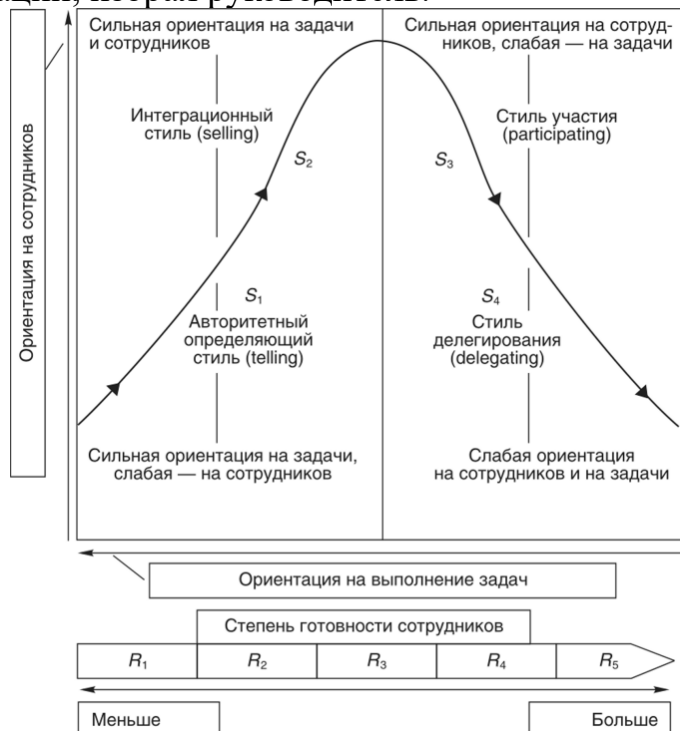 ации, избрал руководитель.
Сильная ориентация на задачи
и сотрудников
Сильная ориентация на сотруд-
ников, слабая — на задачи
Интеграционный
стиль (selling)
Стиль участия
(participating)
S2
S3
Ориентация на сотрудников
S1
S4
Авторитетный
определяющий
стиль (telling)
Стиль
делегирования
(delegating)
Сильная ориентация на задачи,
слабая — на сотрудников
Слабая ориентация
на сотрудников и на задачи
Ориентация на выполнение задач
Степень готовности сотрудников
R1 R2 R3 R4 R5
Меньше
Больше